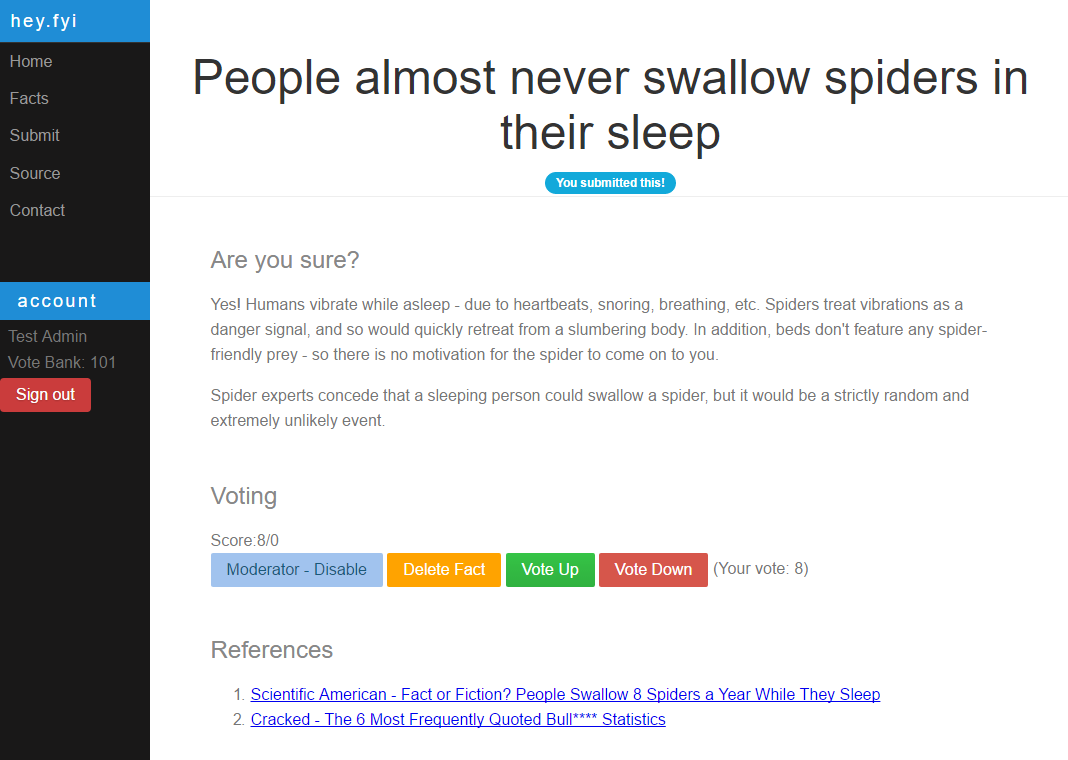 hey.fyi
Home
Facts
Submit
Source
Contact
account
Test Admin
Vote Bank: 101
Sign out
People almost never swallow spiders in
their sleep
You submitted this!
Are you sure?
Yes! Humans vibrate while asleep - due to heartbeats, snoring, breathing, etc. Spiders treat vibrations as a
danger signal, and so would quickly retreat from a slumbering body. In addition, beds don't feature any spider-
friendly prey - so there is no motivation for the spider to come on to you.
Spider experts concede that a sleeping person could swallow a spider, but it would be a strictly random and
extremely unlikely event.
Voting
Score:8/0
Moderator - Disable Delete Fact Vote Up Vote Down (Your vote: 8)
References
1. Scientific American - Fact or Fiction? People Swallow 8 Spiders a Year While They Sleep
2. Cracked - The 6 Most Frequently Quoted Bull**** Statistics